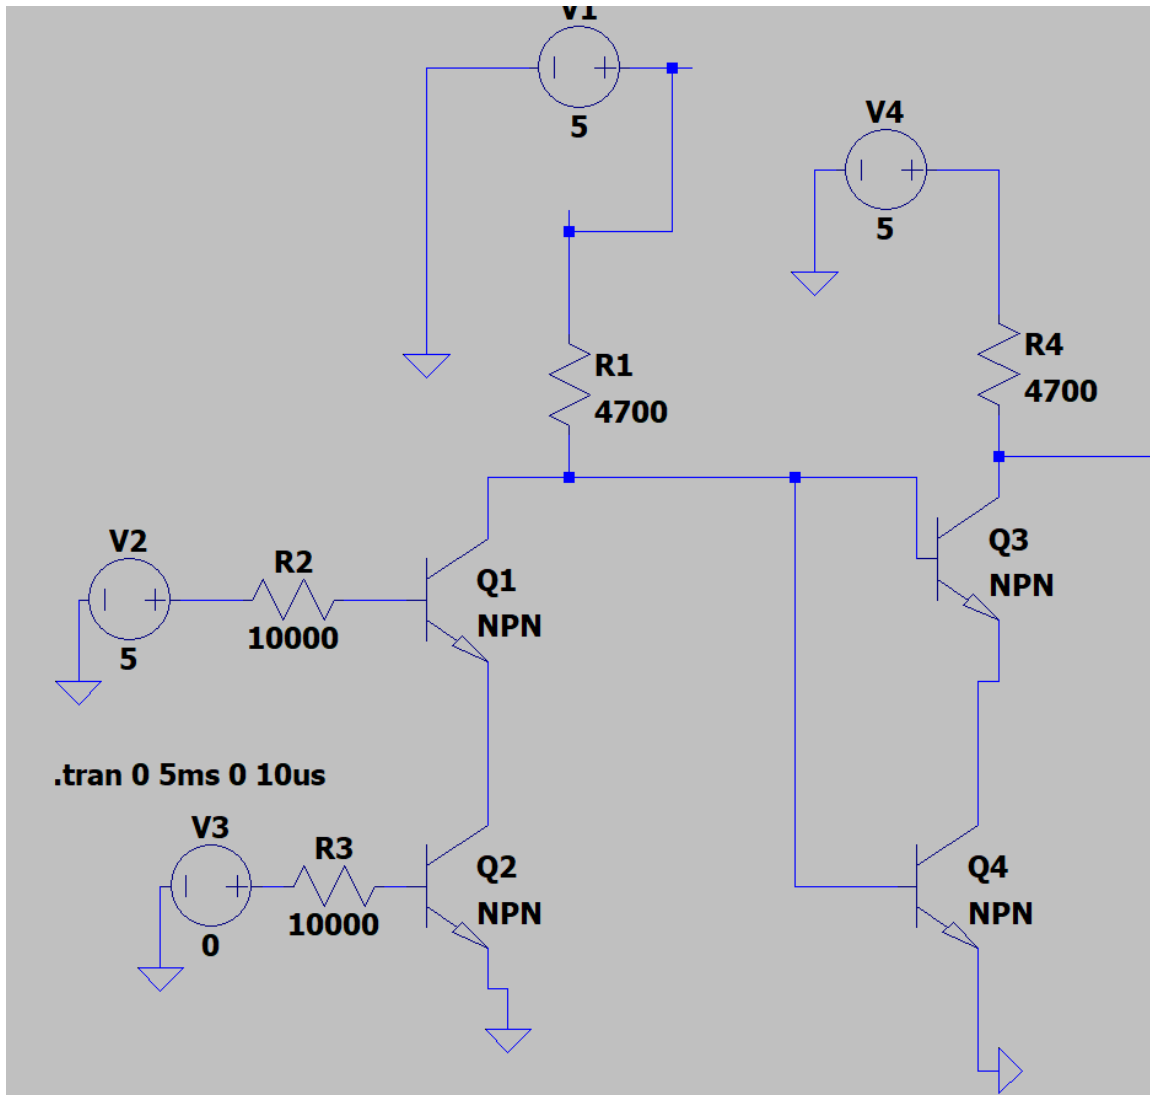 V1
5
V4
5
R1
4700
R4
4700
V2
5
R2
10000
Q1
NPN
Q3
NPN
.tran 0 5ms 0 10us
V3
0
R3
10000
Q2
NPN
Q4
NPN